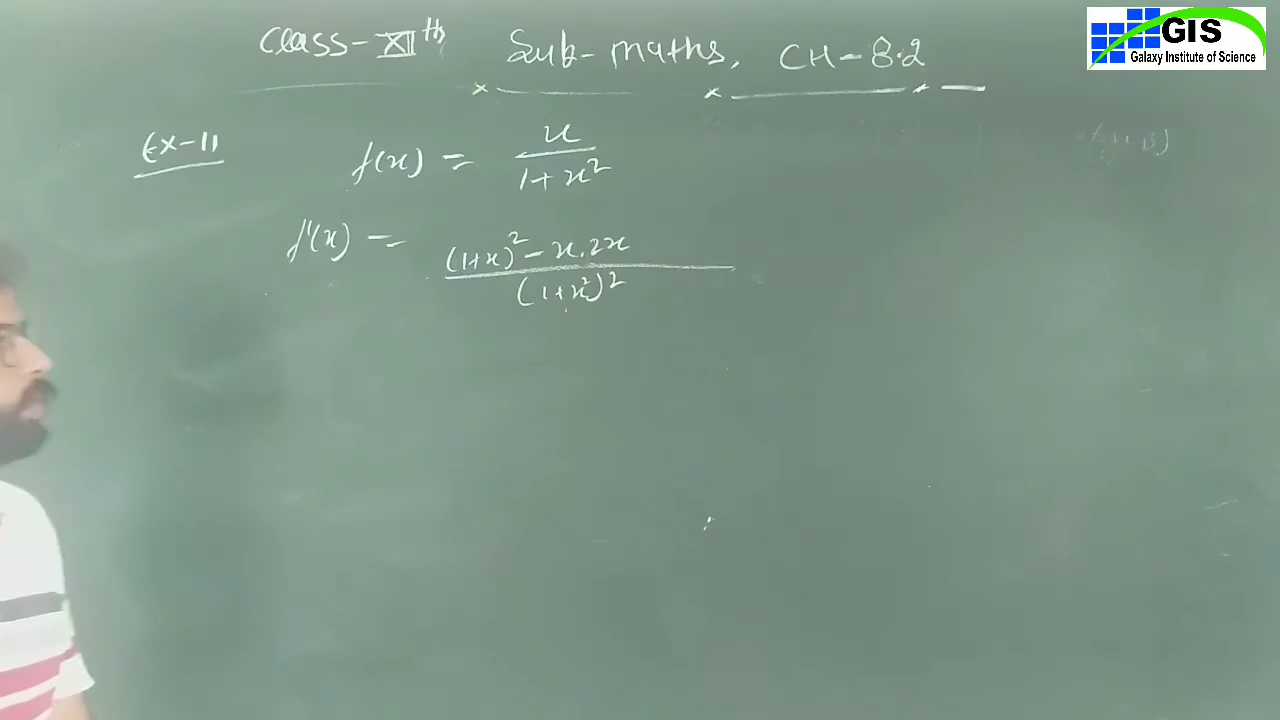 GIS
Galaxy Institute of Science
Class-XIIth Sub-maths, CH-8.2
Ex-11 f(x) = x/(1+x²)
f'(x) = ((1+x)²-x.2x)/((1+x²)²)